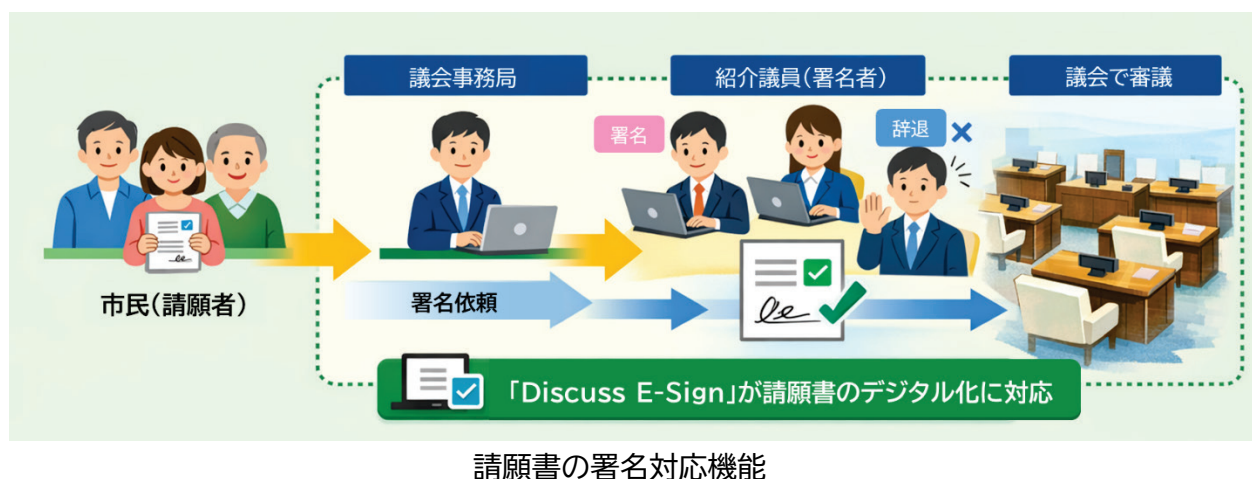 議会事務局
紹介議員(署名者)
議会で審議
署名
辞退
市民(請願者)
署名依頼
「Discuss E-Sign」が請願書のデジタル化に対応
請願書の署名対応機能